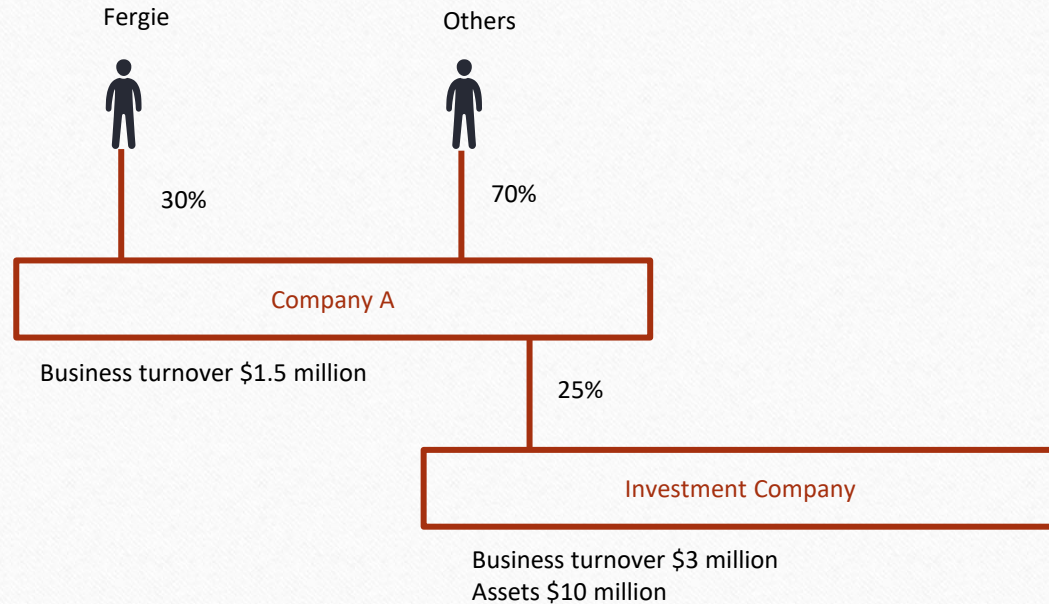 Fergie
Others
30%
70%
Company A
Business turnover $1.5 million
25%
Investment Company
Business turnover $3 million
Assets $10 million